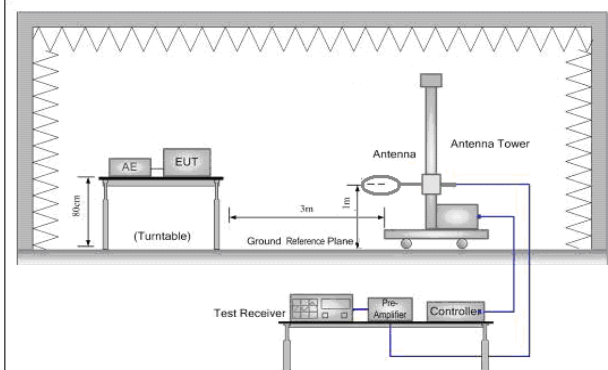 Antenna Tower
Antenna
AE
EUT
80cm
3m
1m
(Turntable)
Ground Reference Plane
Test Receiver
Pre-
Amplifier
Controller